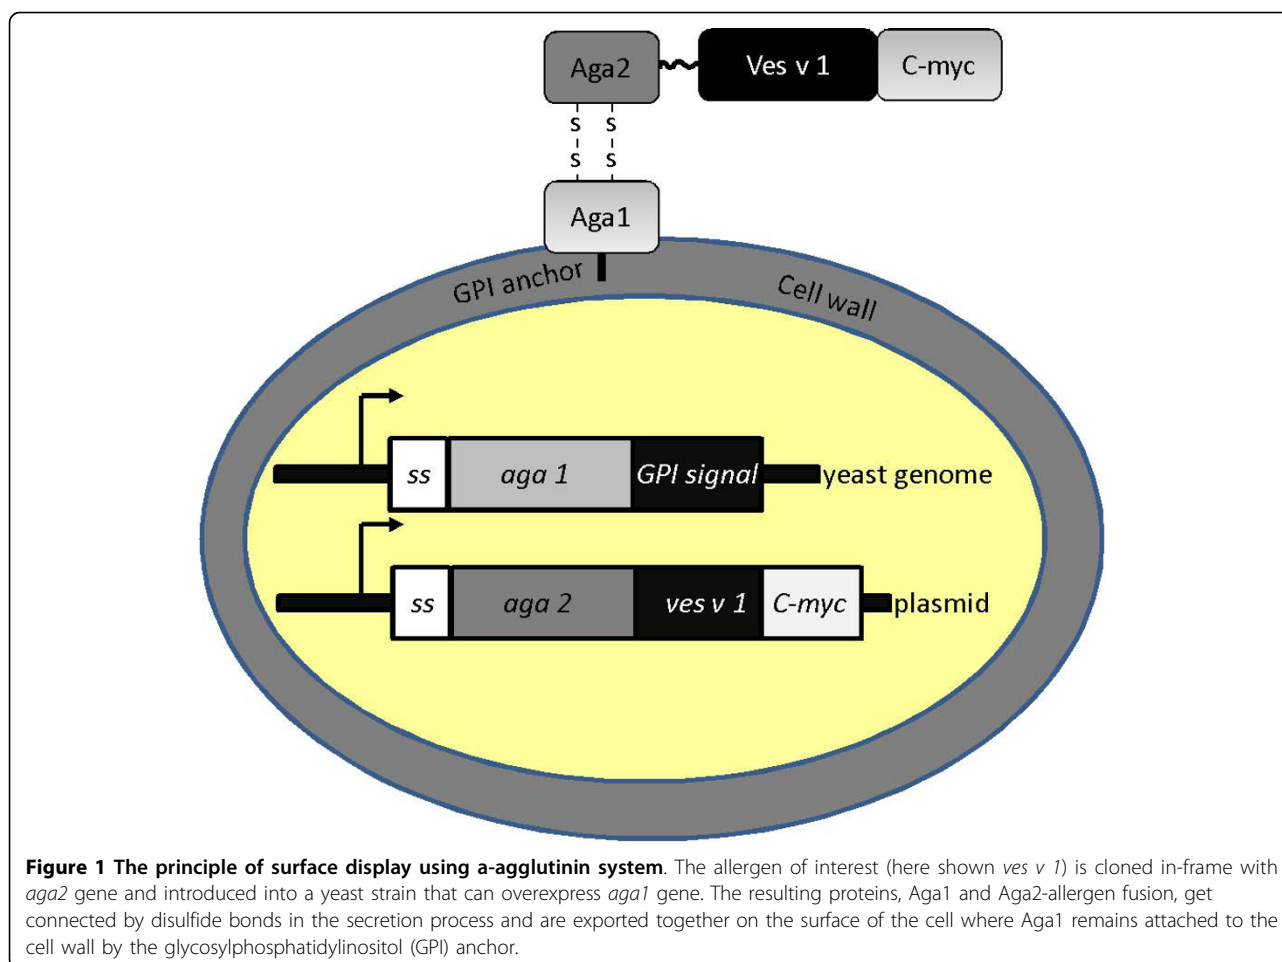 Aga2
Ves v 1
C-myc
S S
S S
Aga1
GPI anchor
Cell wall
ss
aga 1
GPI signal
yeast genome
ss
aga 2
ves v 1
C-myc
plasmid
Figure 1 The principle of surface display using a-agglutinin system. The allergen of interest (here shown ves v 1) is cloned in-frame with
aga2 gene and introduced into a yeast strain that can overexpress aga1 gene. The resulting proteins, Aga1 and Aga2-allergen fusion, get
connected by disulfide bonds in the secretion process and are exported together on the surface of the cell where Aga1 remains attached to the
cell wall by the glycosylphosphatidylinositol (GPI) anchor.